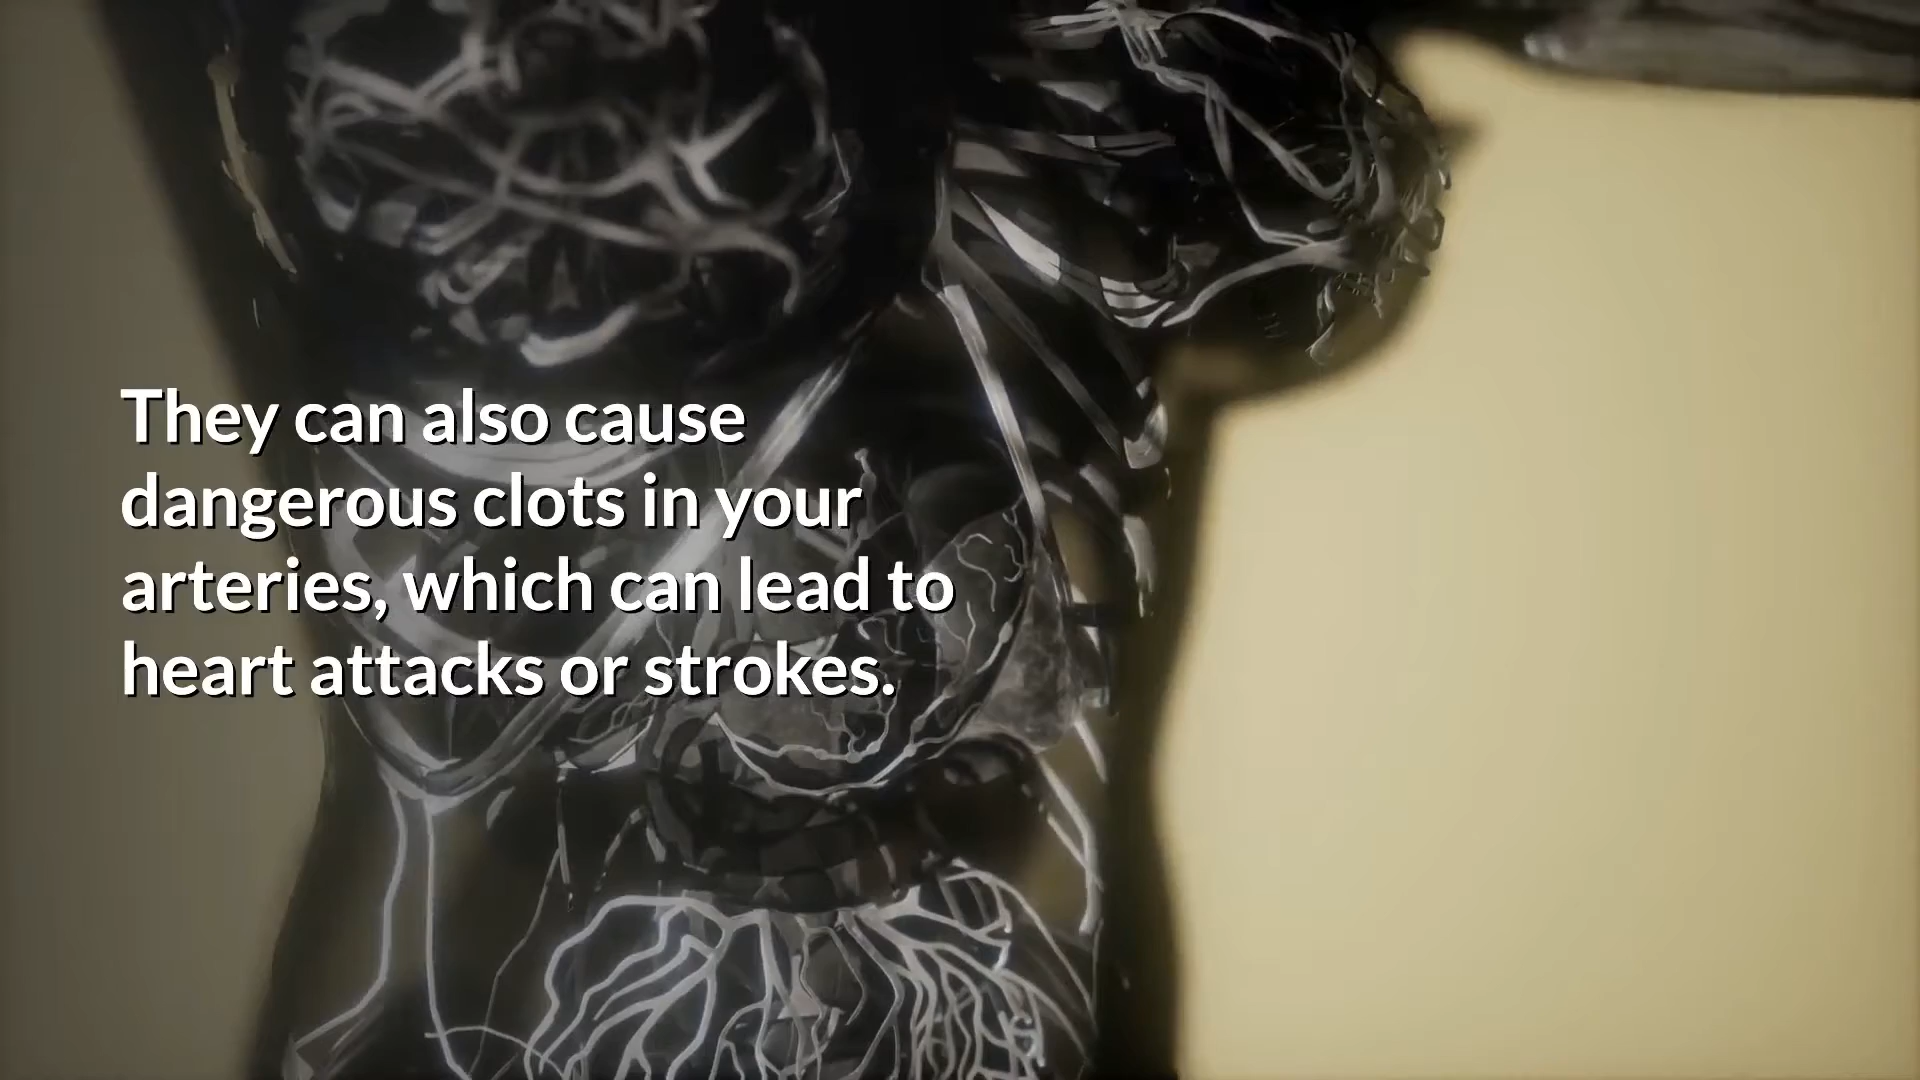 They can also cause
dangerous clots in your
arteries, which can lead to
heart attacks or strokes.